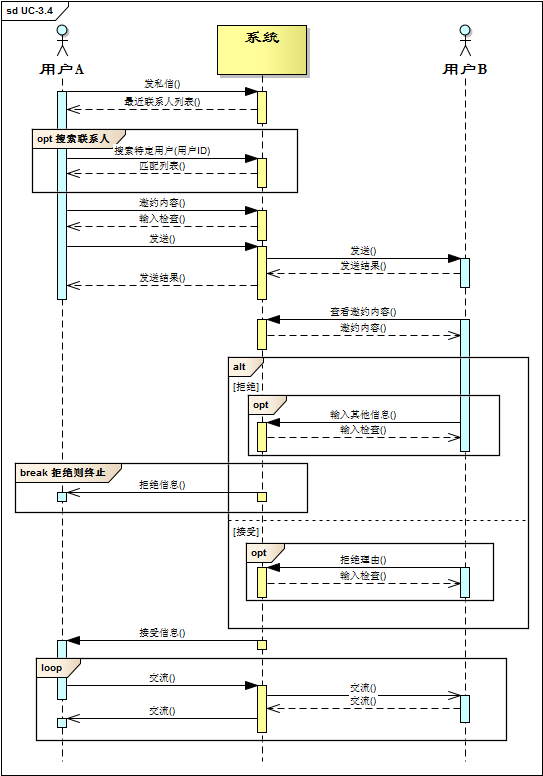 sd UC-3.4
系统
用户A
用户B
发私信()
最近联系人列表()
opt 搜索联系人
搜索特定用户(用户ID)
匹配列表()
邀约内容()
输入检查()
发送()
发送()
发送结果()
发送结果()
查看邀约内容()
邀约内容()
alt
[拒绝]
opt
输入其他信息()
输入检查()
break 拒绝则终止
拒绝信息()
[接受]
opt
拒绝理由()
输入检查()
接受信息()
loop
交流()
交流()
交流()
交流()